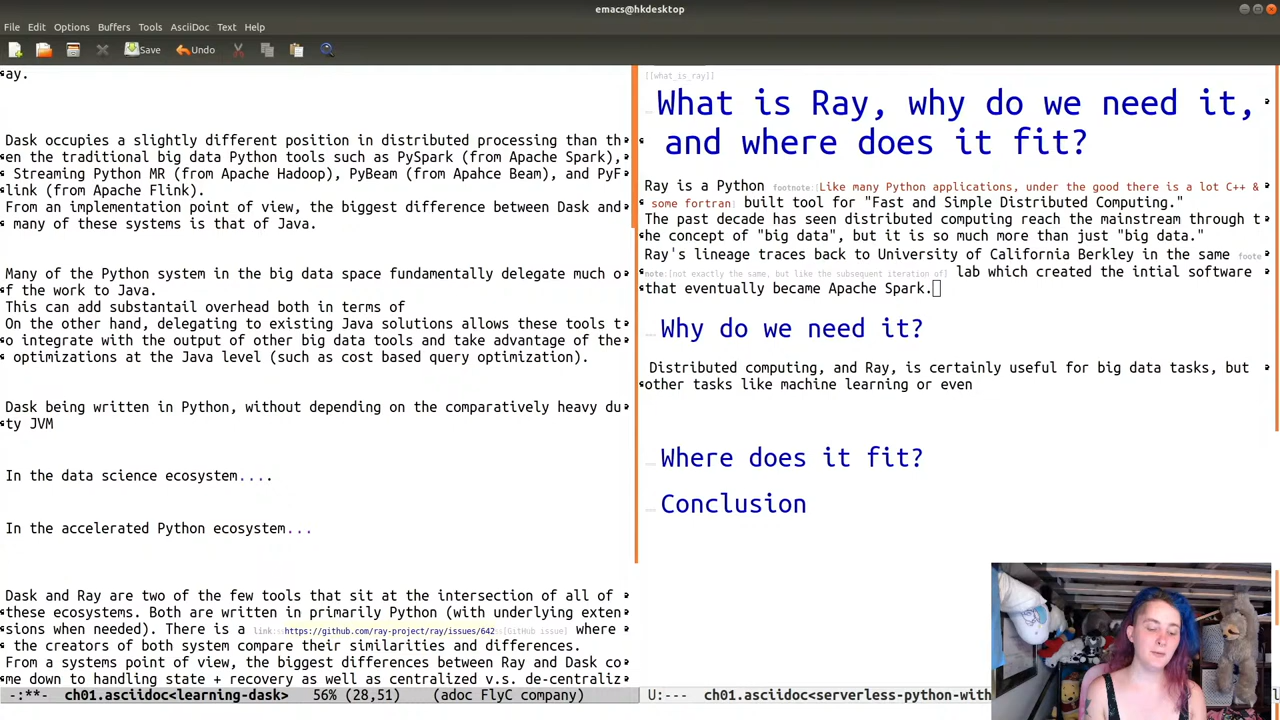 emacs@hkdesktop
File Edit Options Buffers Tools AsciiDoc Text Help
Save Undo
ay.
Dask occupies a slightly different position in distributed processing than th
en the traditional big data Python tools such as PySpark (from Apache Spark),
Streaming Python MR (from Apache Hadoop), PyBeam (from Apahce Beam), and PyF
link (from Apache Flink).
From an implementation point of view, the biggest difference between Dask and
many of these systems is that of Java.
Many of the Python system in the big data space fundamentally delegate much o
f the work to Java.
This can add substantail overhead both in terms of
On the other hand, delegating to existing Java solutions allows these tools t
o integrate with the output of other big data tools and take advantage of the
optimizations at the Java level (such as cost based query optimization).
Dask being written in Python, without depending on the comparatively heavy du
ty JVM
In the data science ecosystem....
In the accelerated Python ecosystem...
Dask and Ray are two of the few tools that sit at the intersection of all of
these ecosystems. Both are written in primarily Python (with underlying exten
sions when needed). There is a link:https://github.com/ray-project/ray/issues/642[GitHub issue] where
the creators of both system compare their similarities and differences.
From a systems point of view, the biggest differences between Ray and Dask co
me down to handling state + recovery as well as centralized v.s. de-centraliz
-:**- ch01.asciidoc<learning-dask> 56% (28,51) (adoc FlyC company)
[[what_is_ray]]
What is Ray, why do we need it,
and where does it fit?
Ray is a Python footnote:[Like many Python applications, under the good there is a lot C++ &
some fortran] built tool for "Fast and Simple Distributed Computing."
The past decade has seen distributed computing reach the mainstream through t
he concept of "big data", but it is so much more than just "big data."
Ray's lineage traces back to University of California Berkley in the same foot
note:[not exactly the same, but like the subsequent iteration of] lab which created the intial software
that eventually became Apache Spark.
Why do we need it?
Distributed computing, and Ray, is certainly useful for big data tasks, but
other tasks like machine learning or even
Where does it fit?
Conclusion
U:--- ch01.asciidoc<serverless-python-with